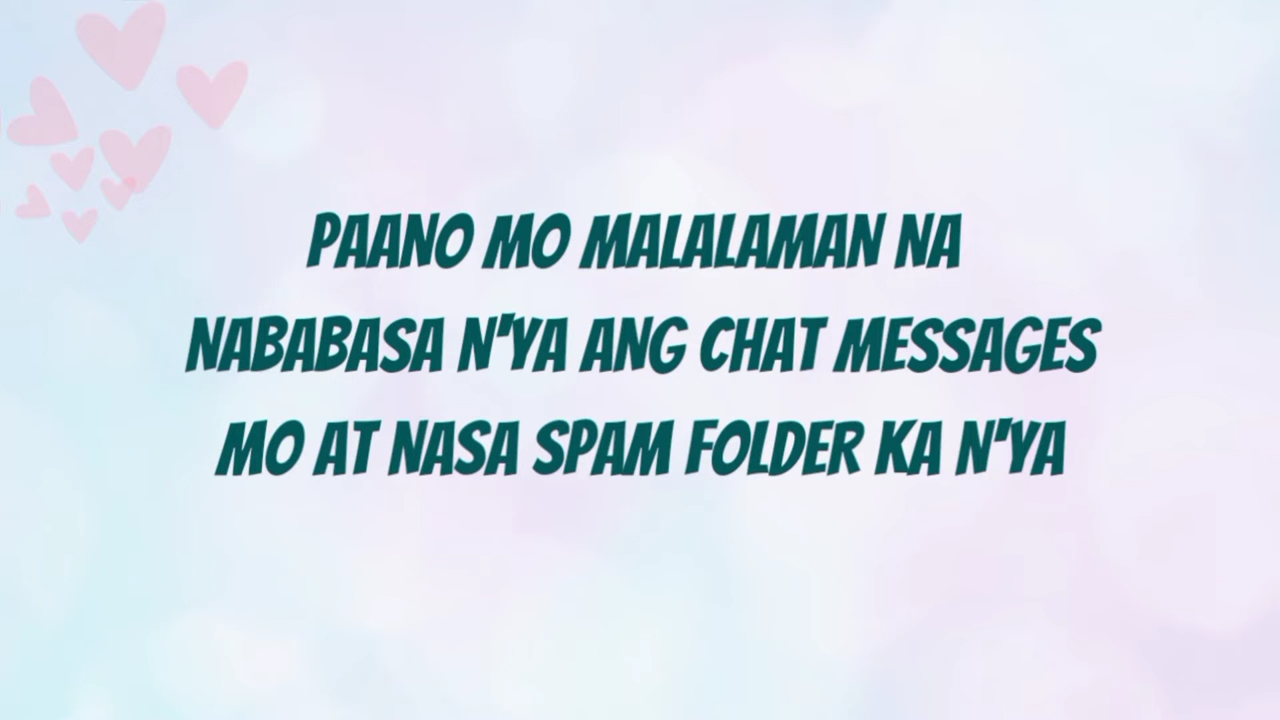 PAANO MO MALALAMAN NA
NABABASA N'YA ANG CHAT MESSAGES
MO AT NASA SPAM FOLDER KA N'YA